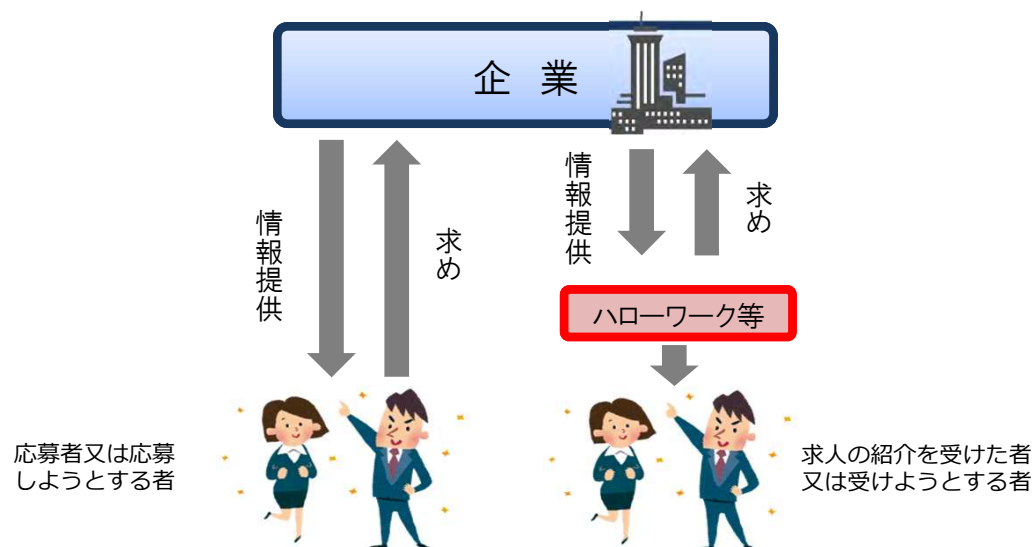 企業
情報提供
求め
情報提供
求め
ハローワーク等
応募者又は応募
しようとする者
求人の紹介を受けた者
又は受けようとする者